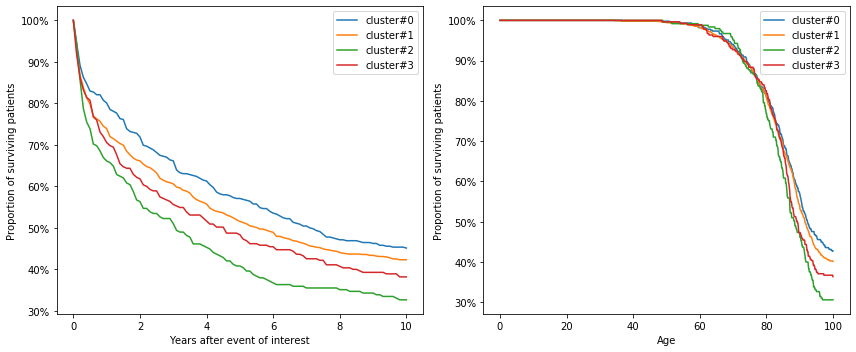 100%
90%
80%
70%
60%
50%
40%
30%
Proportion of surviving patients
0
2
4
6
8
10
Years after event of interest
cluster#0
cluster#1
cluster#2
cluster#3
100%
90%
80%
70%
60%
50%
40%
30%
Proportion of surviving patients
0
20
40
60
80
100
Age
cluster#0
cluster#1
cluster#2
cluster#3